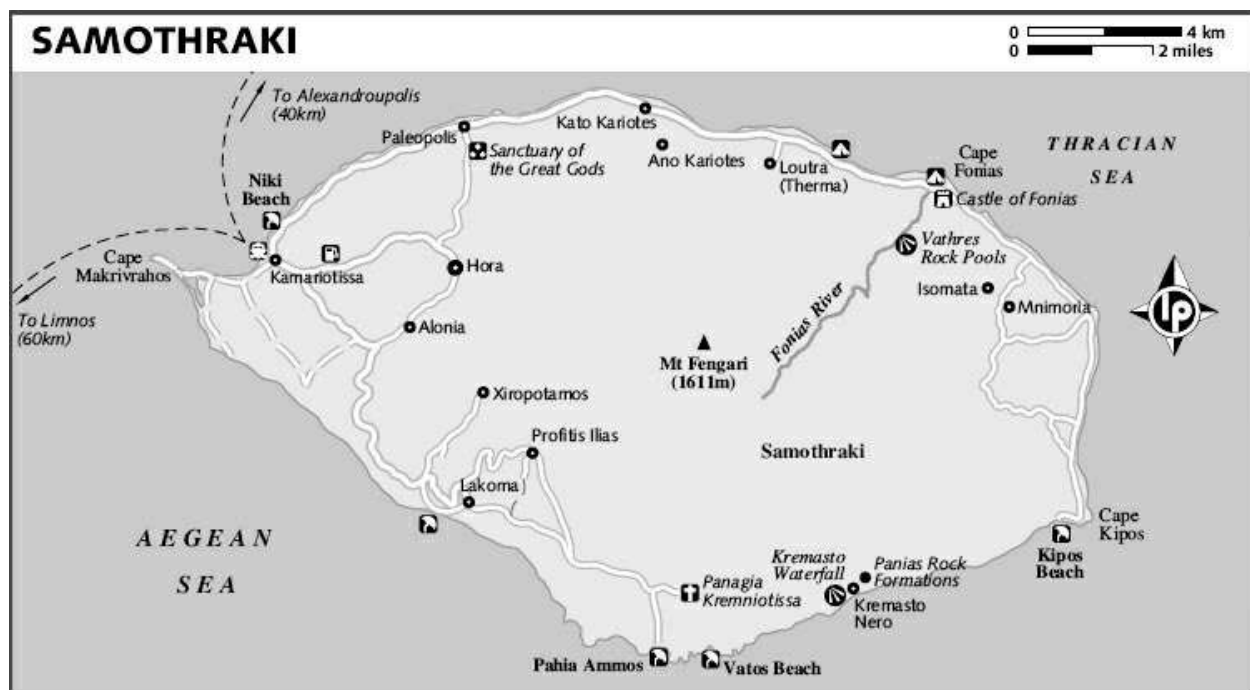 SAMOTHRAKI
0 4 km
0 2 miles
To Alexandroupolis
(40km)
Paleopolis
Kato Kariotes
Sanctuary of
the Great Gods
Ano Kariotes
Loutra
(Therma)
Cape
Fonias
THRACIAN
SEA
Castle of Fonias
Niki
Beach
Vathres
Rock Pools
Cape
Makrivrahos
Kamariotissa
Hora
Isomata
Mnimoria
lp
To Limnos
(60km)
Alonia
Fonias River
Mt Fengari
(1611m)
Xiropotamos
Profitis Ilias
Samothraki
Lakoma
AEGEAN
SEA
Cape
Kipos
Kipos
Beach
Kremasto
Waterfall
Panias Rock
Formations
Panagia
Kremniotissa
Kremasto
Nero
Pahia Ammos
Vatos Beach